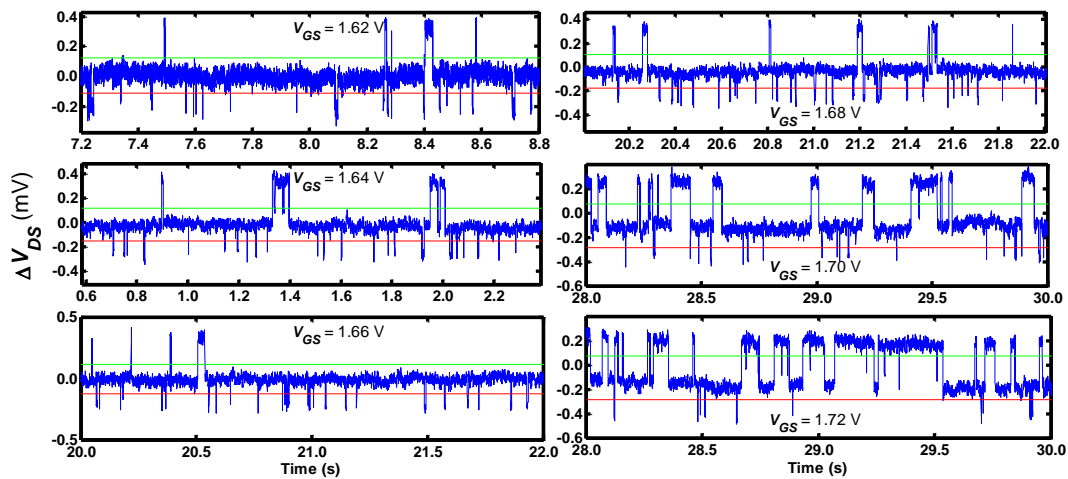 Δ V_DS (mV)
V_GS = 1.62 V
0.4
0.2
0.0
-0.2
7.2 7.4 7.6 7.8 8.0 8.2 8.4 8.6 8.8
V_GS = 1.64 V
0.4
0.2
0.0
-0.2
-0.4
0.6 0.8 1.0 1.2 1.4 1.6 1.8 2.0 2.2
V_GS = 1.66 V
0.5
0.0
-0.5
20.0 20.5 21.0 21.5 22.0
Time (s)
0.4
0.2
0.0
-0.2
V_GS = 1.68 V
20.2 20.4 20.6 20.8 21.0 21.2 21.4 21.6 21.8 22.0
0.2
0.0
-0.2
-0.4
-0.6
V_GS = 1.70 V
28.0 28.5 29.0 29.5 30.0
0.2
0.0
-0.2
-0.4
-0.6
V_GS = 1.72 V
28.0 28.5 29.0 29.5 30.0
Time (s)